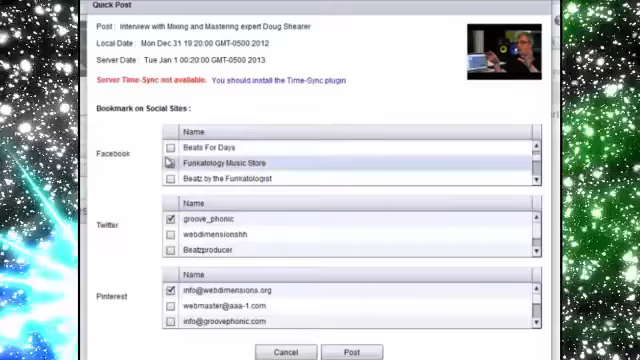 Quick Post
Post : Interview with Mixing and Mastering expert Doug Shearer
Local Date : Mon Dec 31 19:20:00 GMT-0500 2012
Server Date : Tue Jan 1 00:20:00 GMT-0500 2013
Server Time-Sync not available. You should install the Time-Sync plugin
Bookmark on Social Sites :
Name
Facebook
Beats For Days
Funkatology Music Store
Beatz by the Funkatologist
Name
Twitter
groove_phonic
webdimensionshh
Beatzproducer
Name
Pinterest
info@webdimensions.org
webmaster@aaa-1.com
info@groovephonic.com
Cancel Post